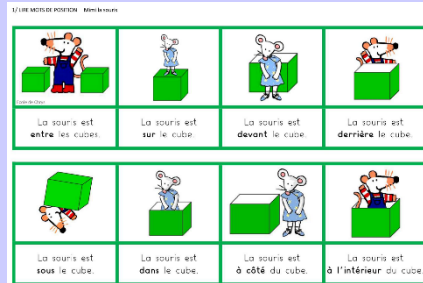 1/ LIRE MOTS DE POSITION Mimi la souris
La souris est
entre les cubes.
La souris est
sur le cube.
La souris est
devant le cube.
La souris est
derrière le cube.
La souris est
sous le cube.
La souris est
dans le cube.
La souris est
à côté du cube.
La souris est
à l'intérieur du cube.